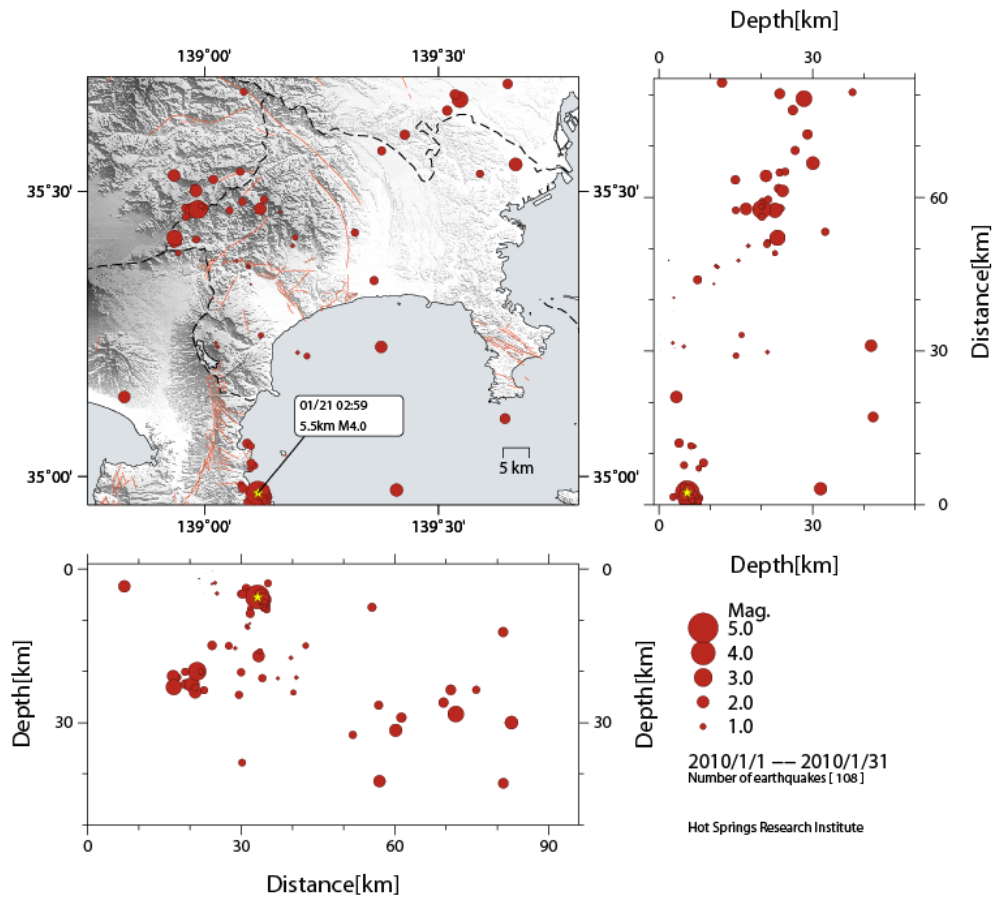 Depth[km]
0
30
139°00'
139°30'
35°30'
35°30'
60
30
0
Distance[km]
01/21 02:59
5.5km M4.0
5 km
35°00'
35°00'
139°00'
139°30'
0
30
Depth[km]
0
30
Depth[km]
0
30
Depth[km]
0
30
60
90
Distance[km]
Mag.
5.0
4.0
3.0
2.0
1.0
2010/1/1 –– 2010/1/31
Number of earthquakes [ 108 ]
Hot Springs Research Institute